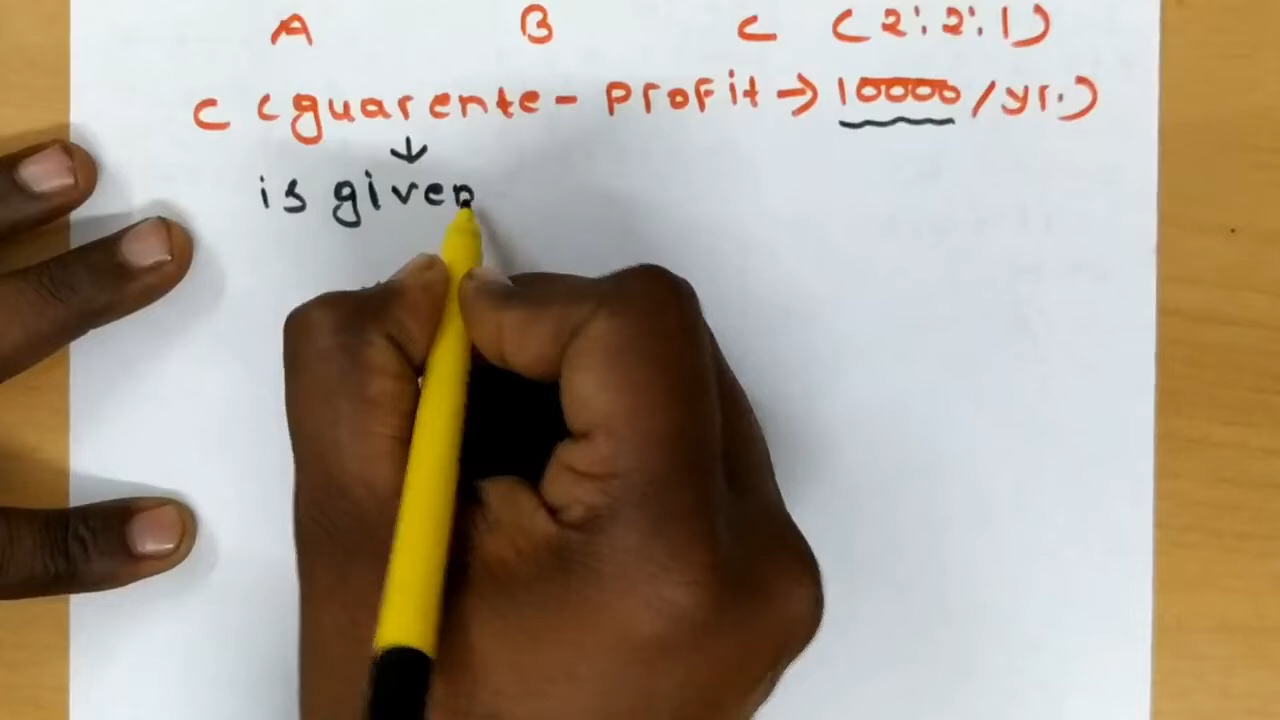 A B C (2:2:1)
C (guarente - Profit → 10000/yr.)
↓
is given